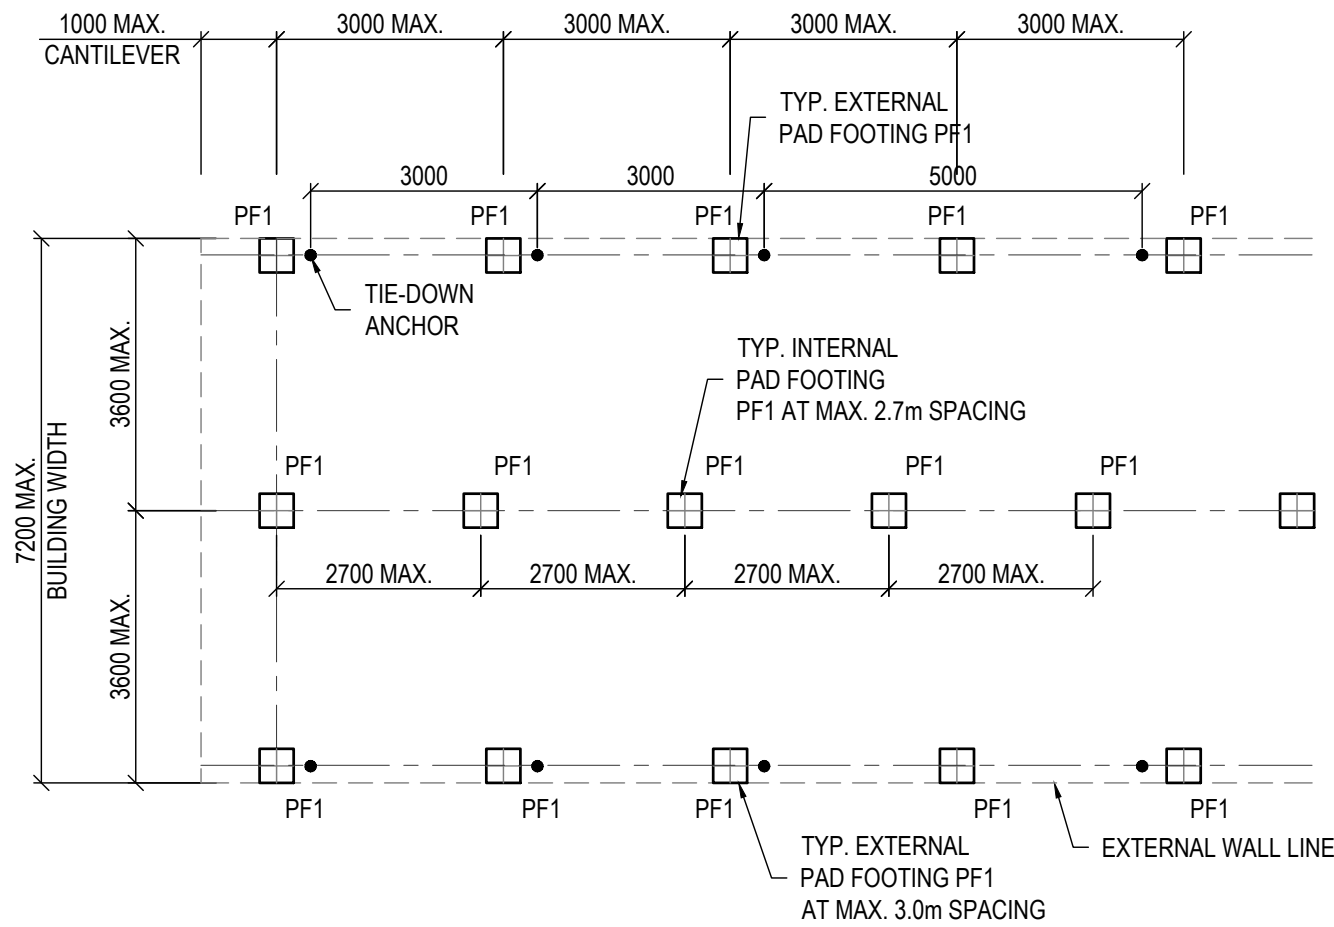 1000 MAX.
CANTILEVER
3000 MAX.
3000 MAX.
3000 MAX.
3000 MAX.
TYP. EXTERNAL
PAD FOOTING PF1
3000
3000
5000
PF1
PF1
PF1
PF1
PF1
TIE-DOWN
ANCHOR
3600 MAX.
7200 MAX.
BUILDING WIDTH
TYP. INTERNAL
PAD FOOTING
PF1 AT MAX. 2.7m SPACING
PF1
PF1
PF1
PF1
PF1
2700 MAX.
2700 MAX.
2700 MAX.
2700 MAX.
3600 MAX.
PF1
PF1
PF1
PF1
PF1
TYP. EXTERNAL
PAD FOOTING PF1
AT MAX. 3.0m SPACING
EXTERNAL WALL LINE